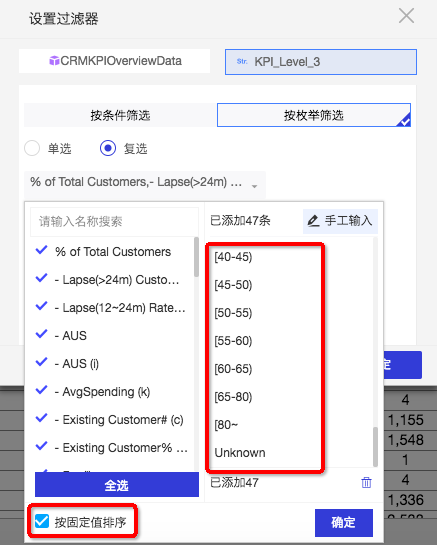 设置过滤器
CRMKPIOverviewData
Str. KPI_Level_3
按条件筛选
按枚举筛选
单选
复选
% of Total Customers,- Lapse(>24m) ...
请输入名称搜索
已添加47条
手工输入
% of Total Customers
- Lapse(>24m) Custo...
- Lapse(12~24m) Rate...
- AUS
- AUS (i)
- AvgSpending (k)
- Existing Customer# (c)
- Existing Customer% ...
[40-45)
[45-50)
[50-55)
[55-60)
[60-65)
[65-80)
[80~
Unknown
全选
已添加47
按固定值排序
确定
定
4
1,155
1,548
1
4
1,336